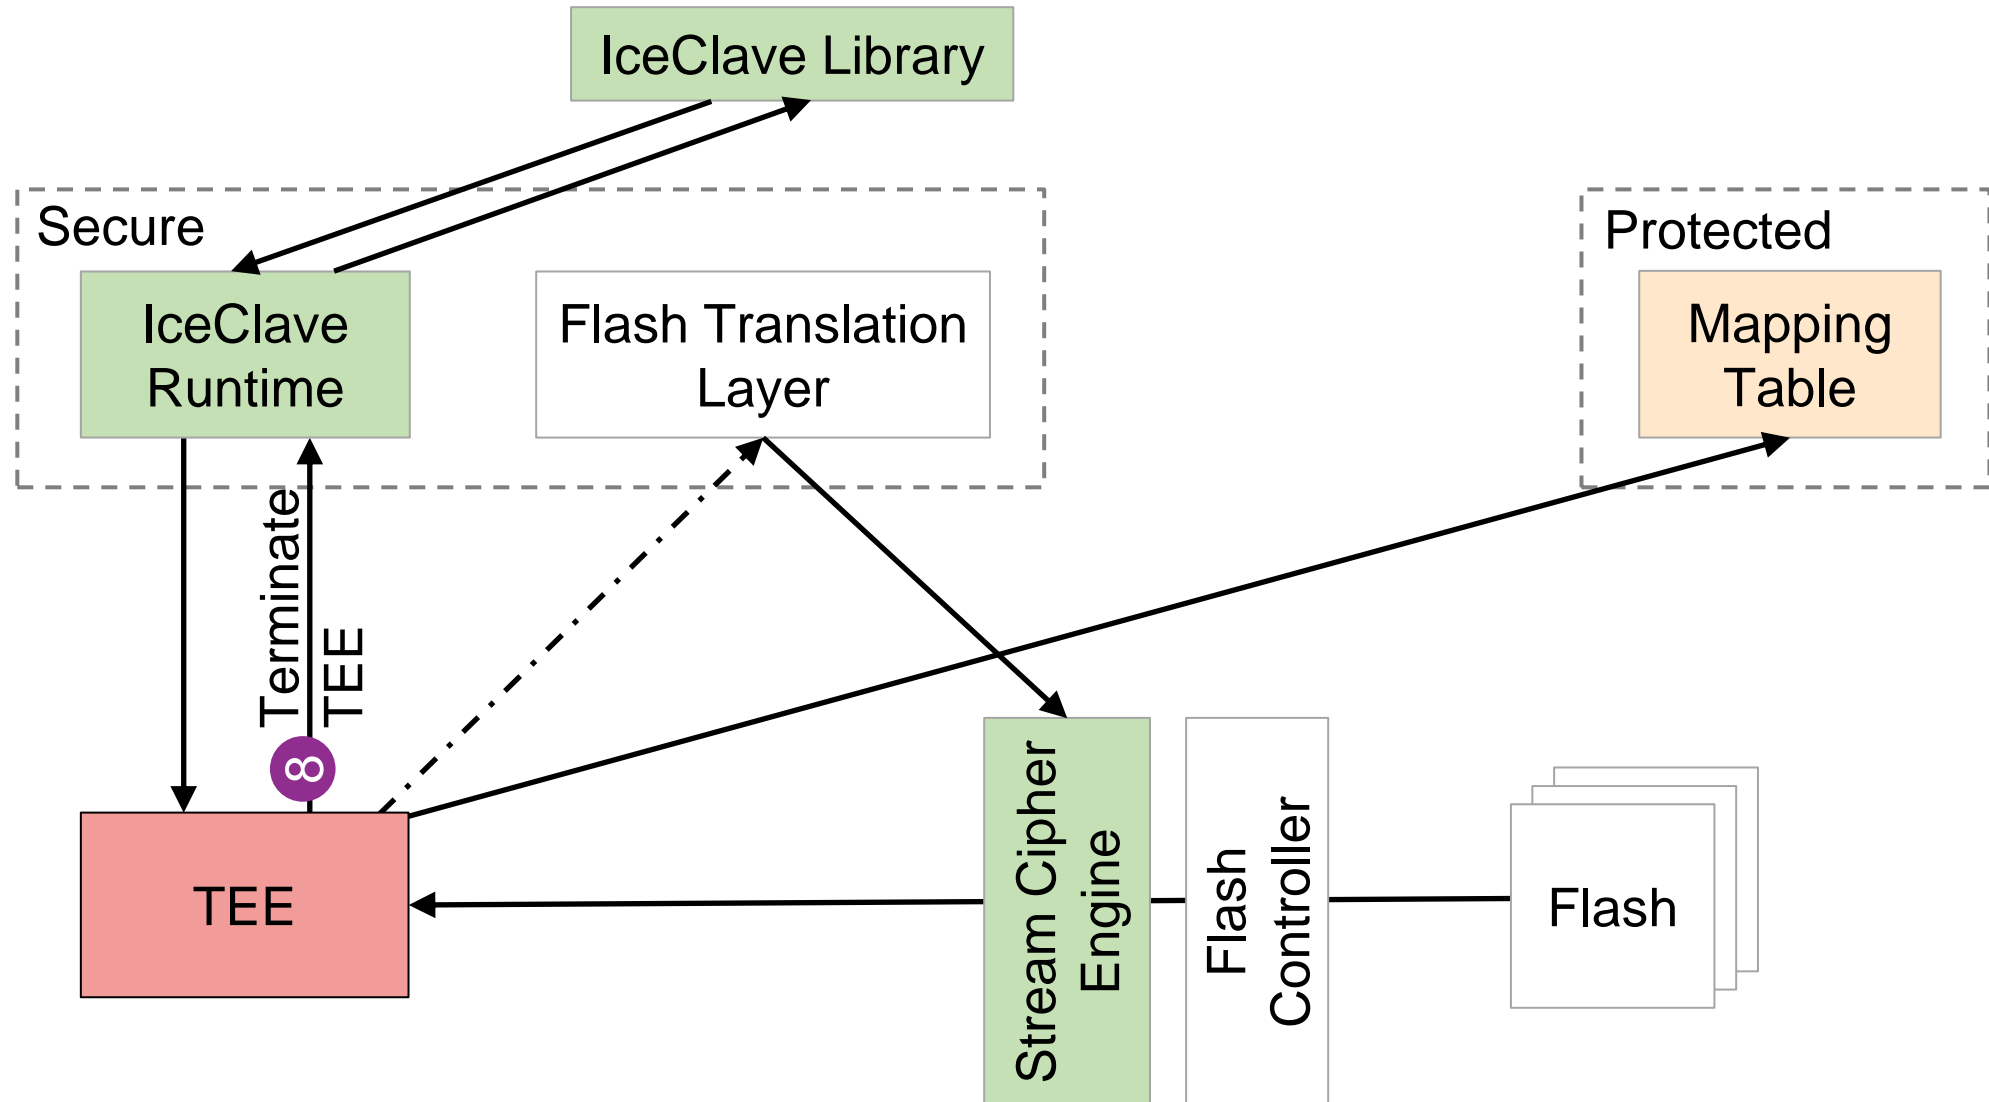 IceClave Library
Secure
Protected
IceClave
Runtime
Flash Translation
Layer
Mapping
Table
Terminate
TEE
8
TEE
Stream Cipher
Engine
Flash
Controller
Flash